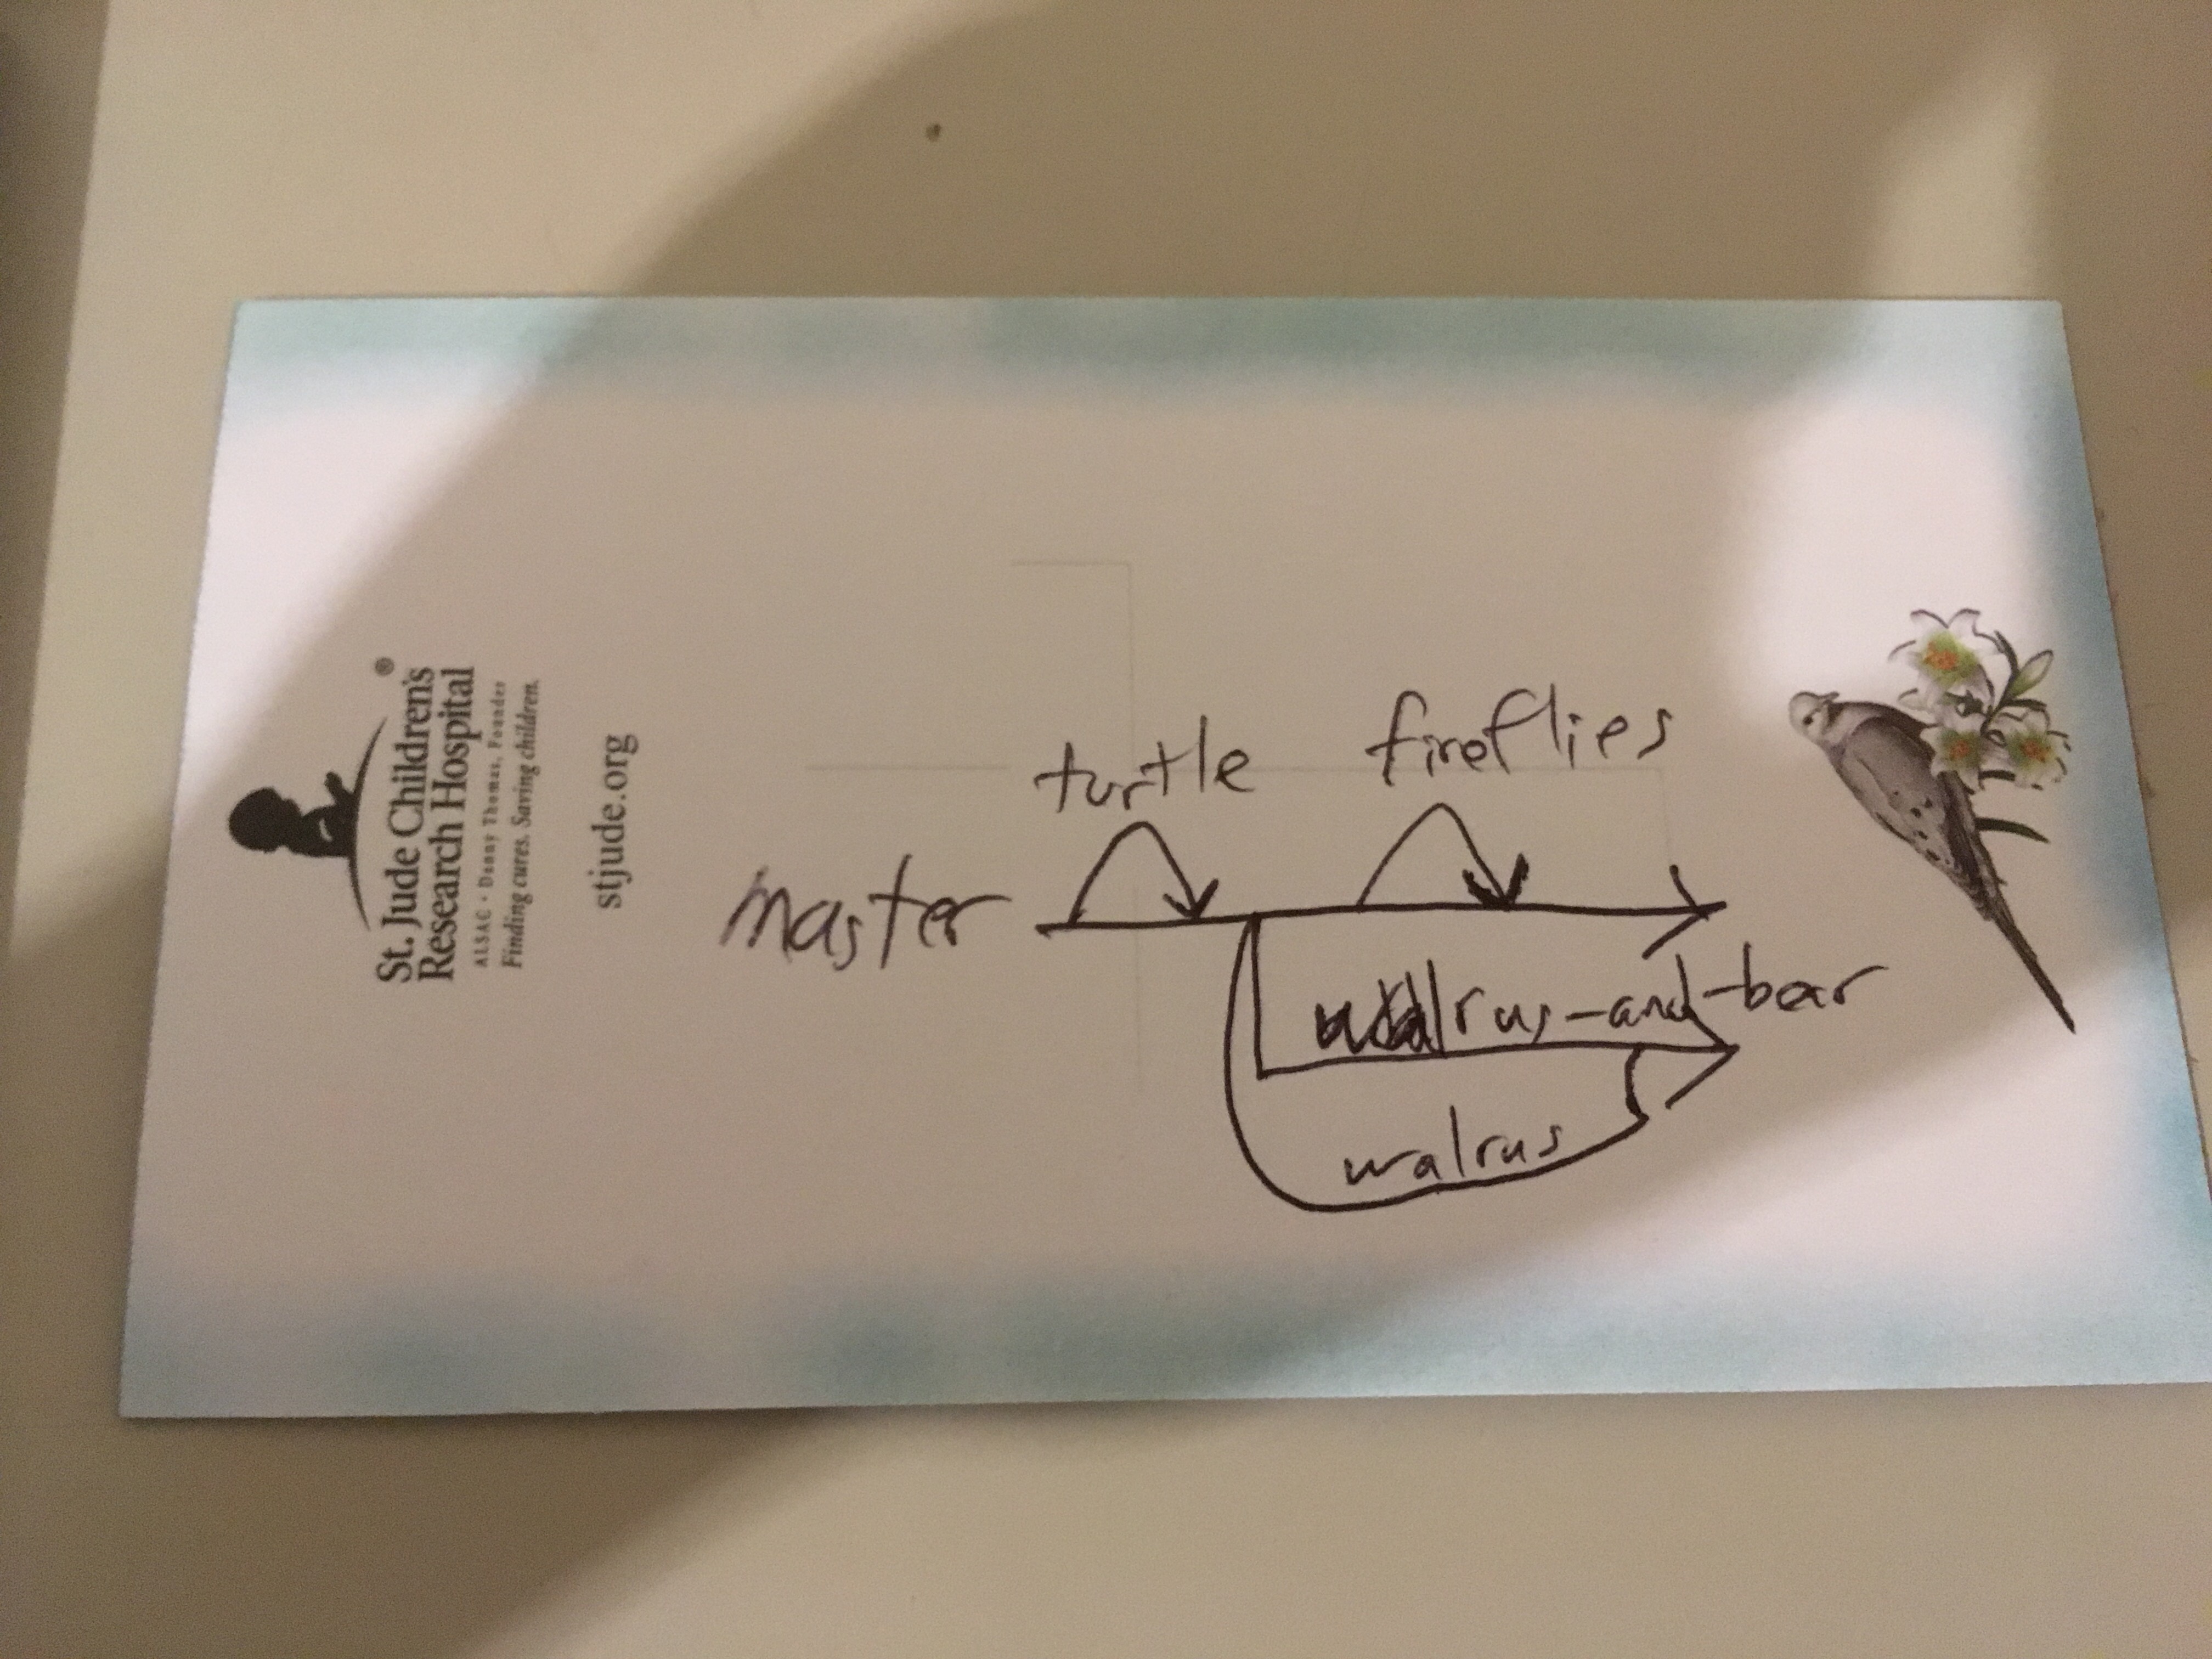 St. Jude Children's®
Research Hospital
ALSAC • Danny Thomas, Founder
Finding cures. Saving children.
stjude.org
master
turtle
fireflies
walrus-and-bar
walrus